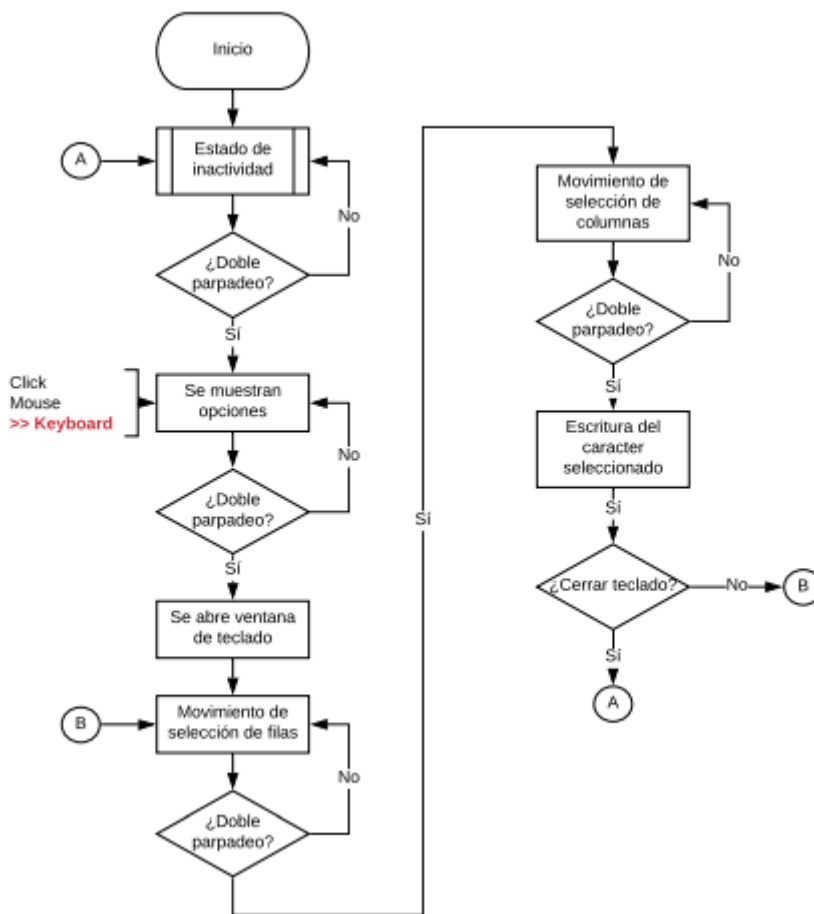 Inicio
A
Estado de
inactividad
No
¿Doble
parpadeo?
Sí
Click
Mouse
>> Keyboard
Se muestran
opciones
No
¿Doble
parpadeo?
Sí
Se abre ventana
de teclado
B
Movimiento de
selección de filas
No
¿Doble
parpadeo?
Sí
Movimiento de
selección de
columnas
No
¿Doble
parpadeo?
Sí
Escritura del
caracter
seleccionado
Sí
¿Cerrar teclado?
No
B
Sí
A